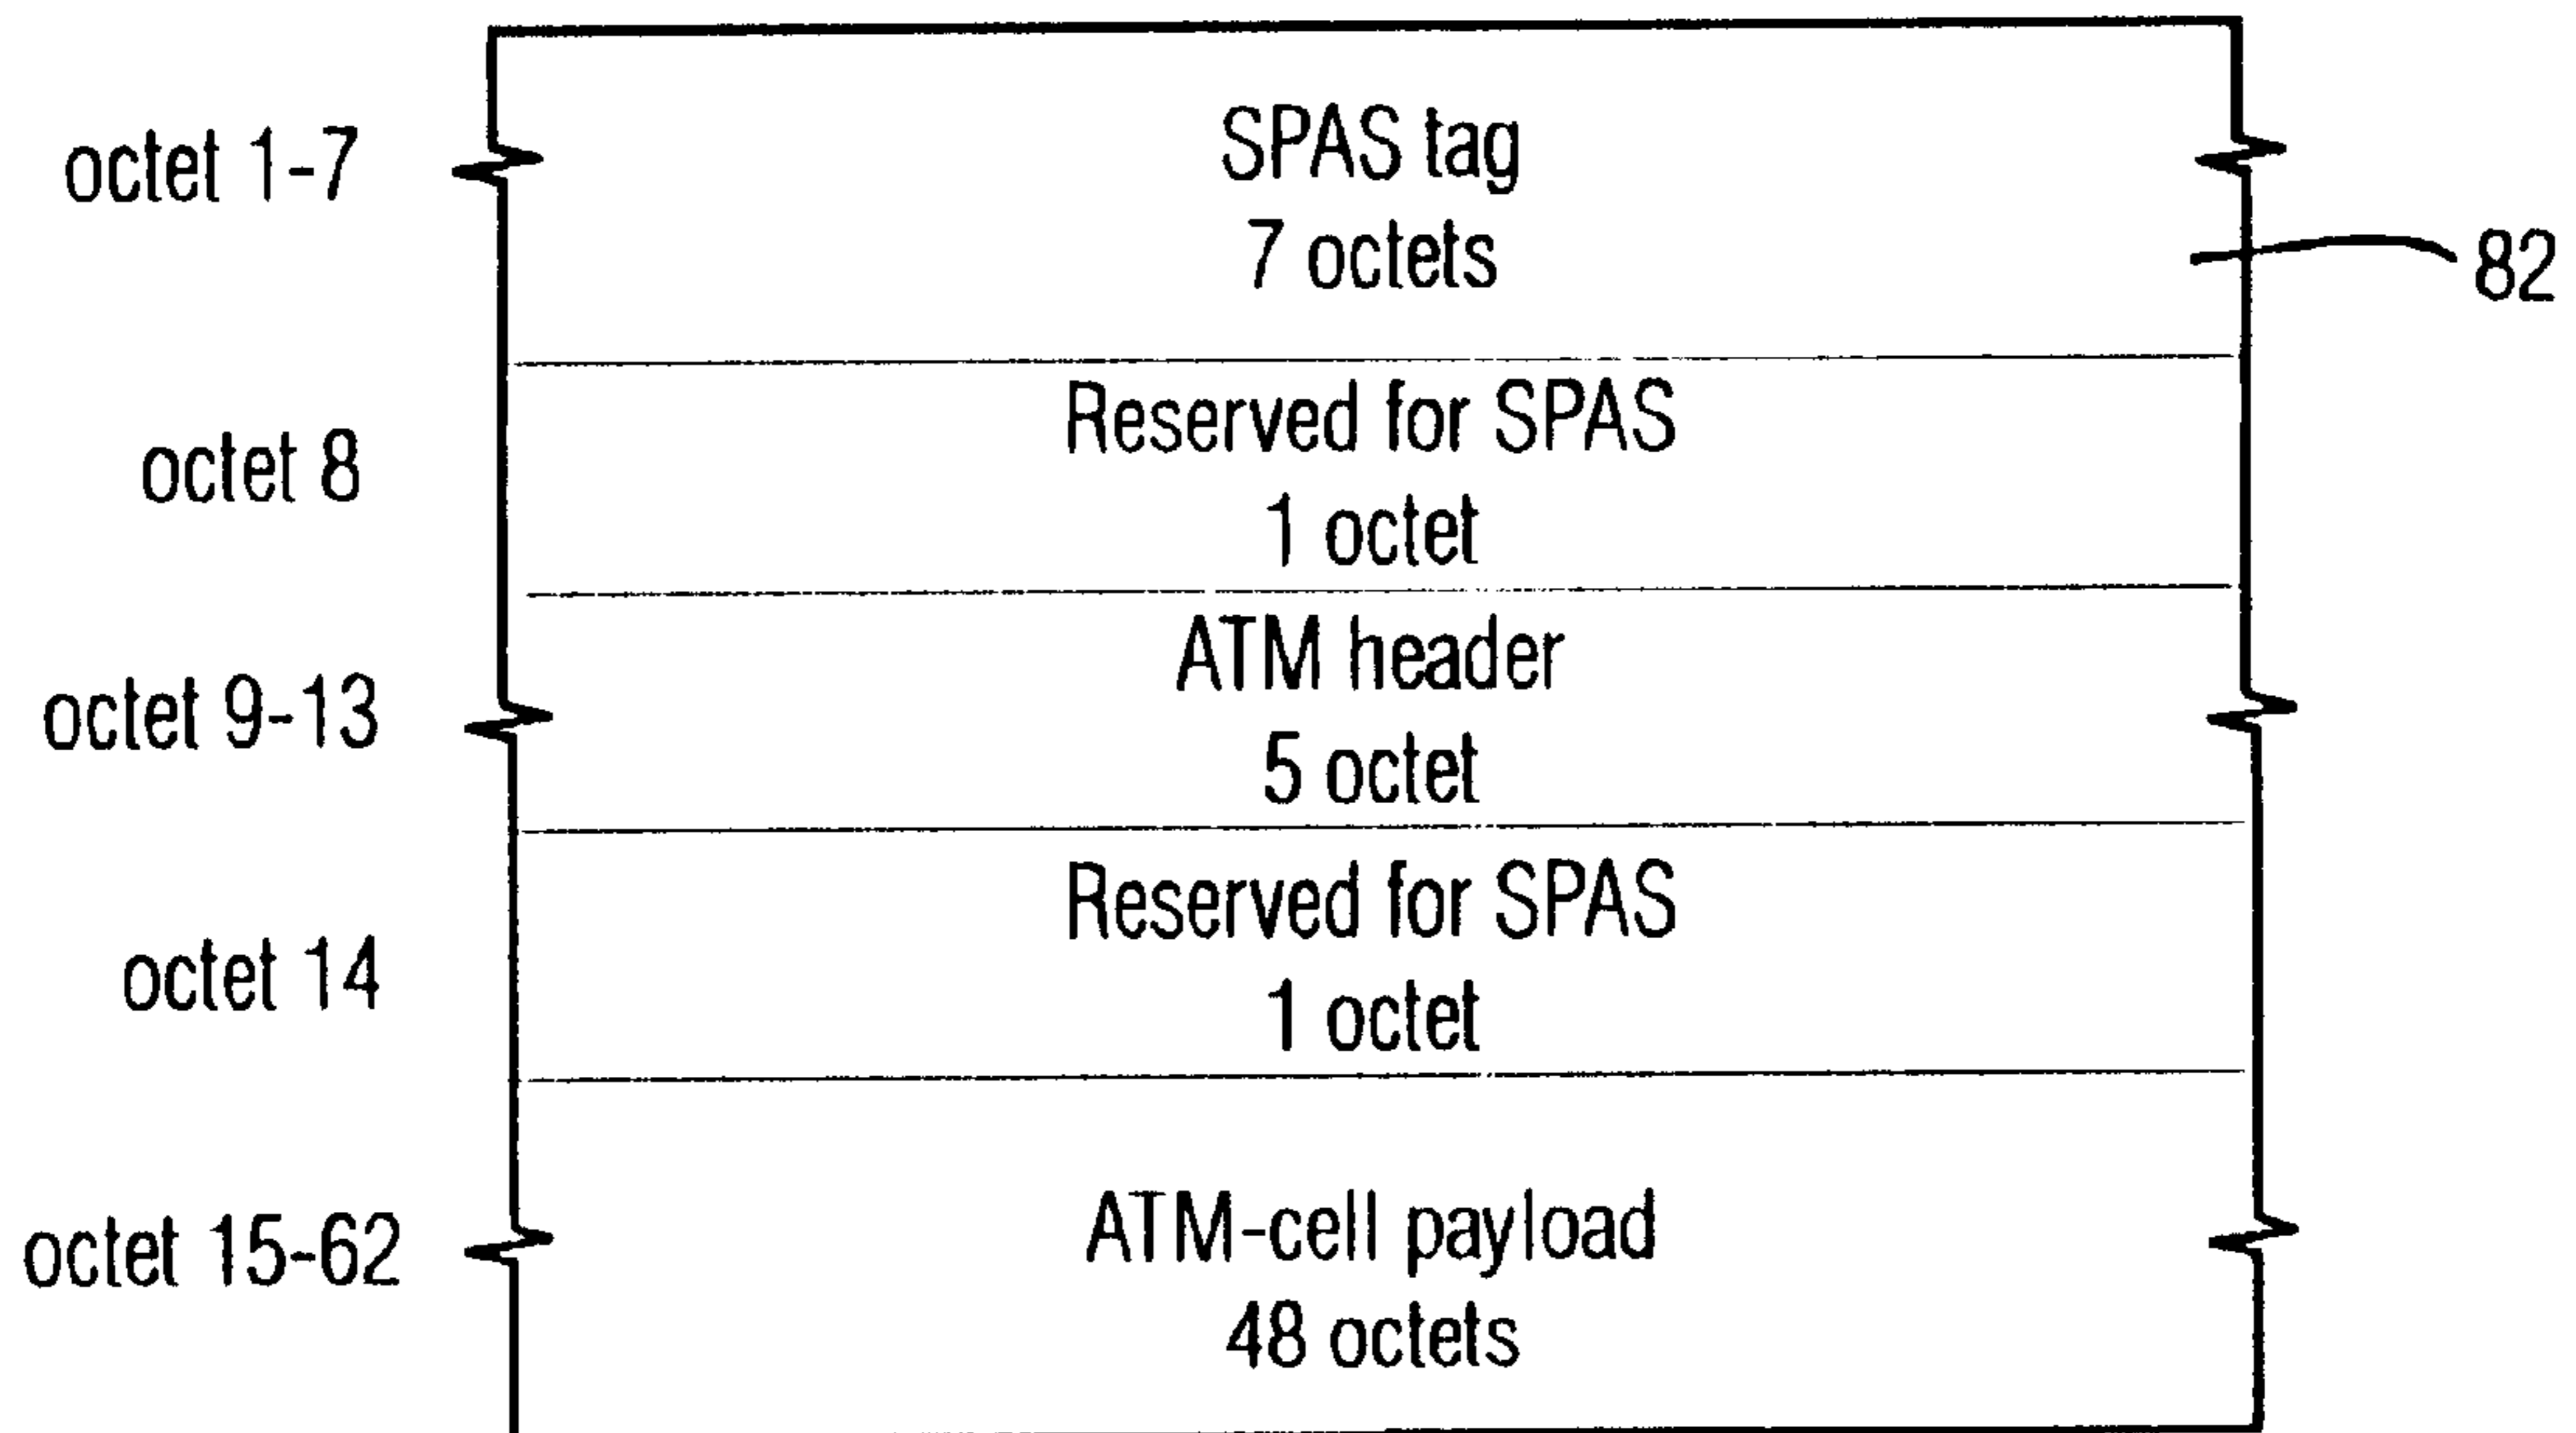 octet 1-7
SPAS tag
7 octets
82
octet 8
Reserved for SPAS
1 octet
octet 9-13
ATM header
5 octet
octet 14
Reserved for SPAS
1 octet
octet 15-62
ATM-cell payload
48 octets